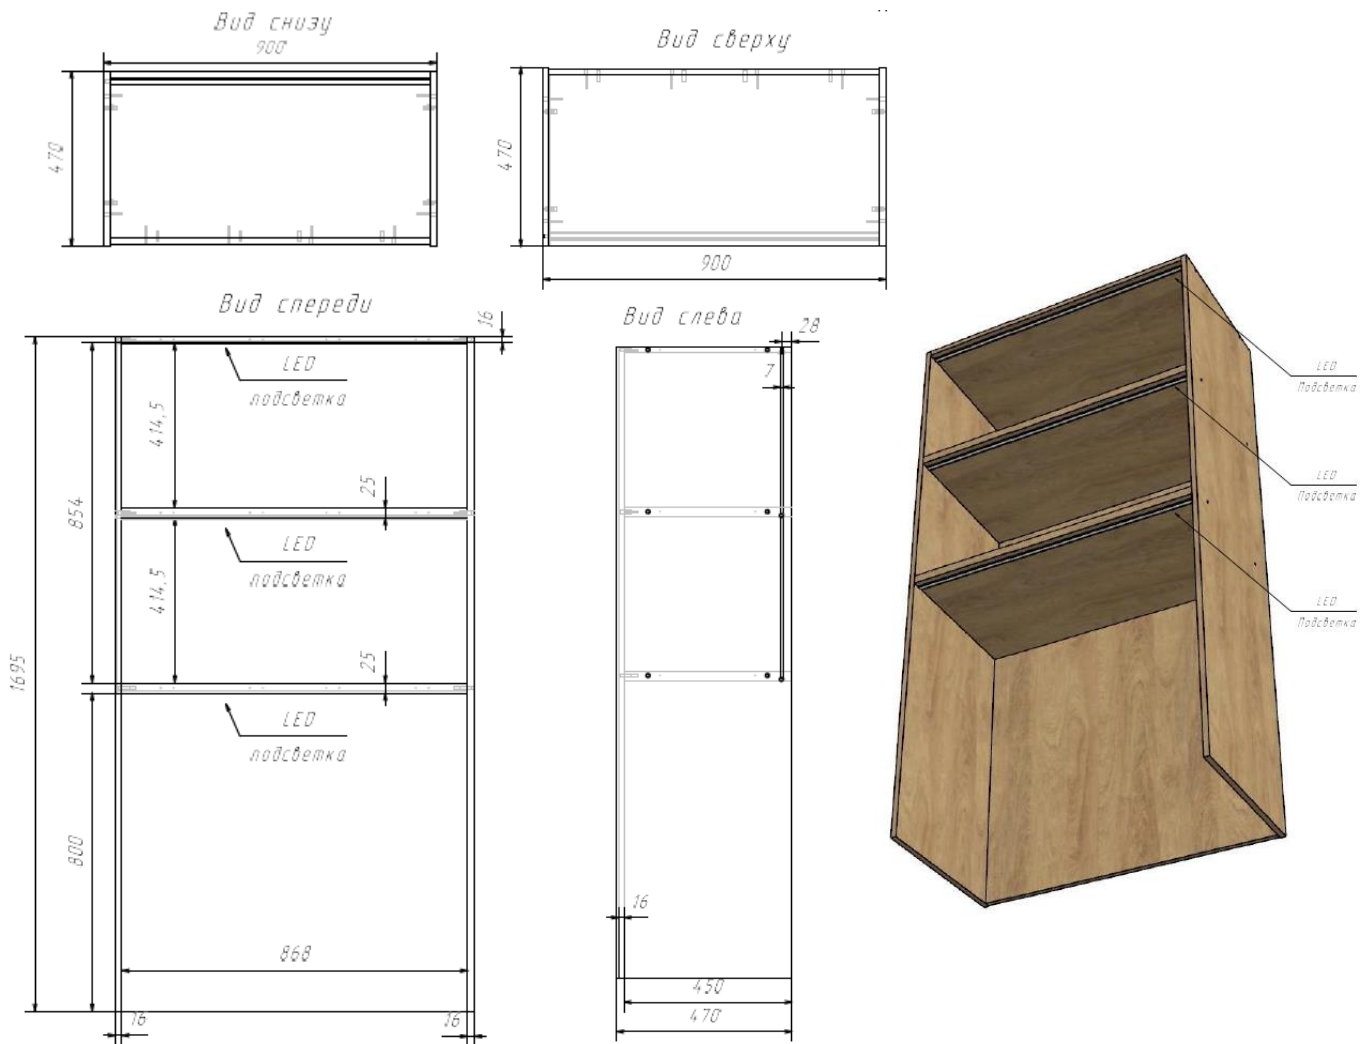 Вид снизу
900
470
Вид сверху
470
900
Вид спереди
16
LED
подсветка
414,5
25
854
LED
подсветка
414,5
25
1695
LED
подсветка
800
868
16
16
Вид слева
28
7
16
450
470
LED
Подсветка
LED
Подсветка
LED
Подсветка